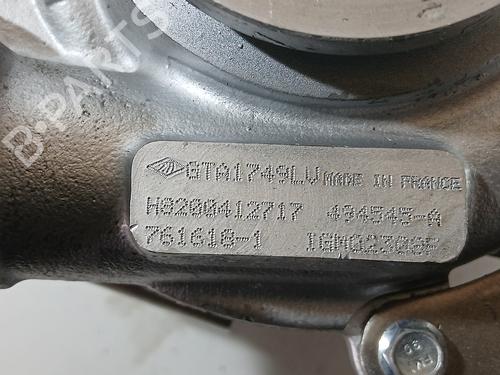 B-PARTS
GTA1749LV MADE IN FRANCE
H8200412717 494545-A
761618-1